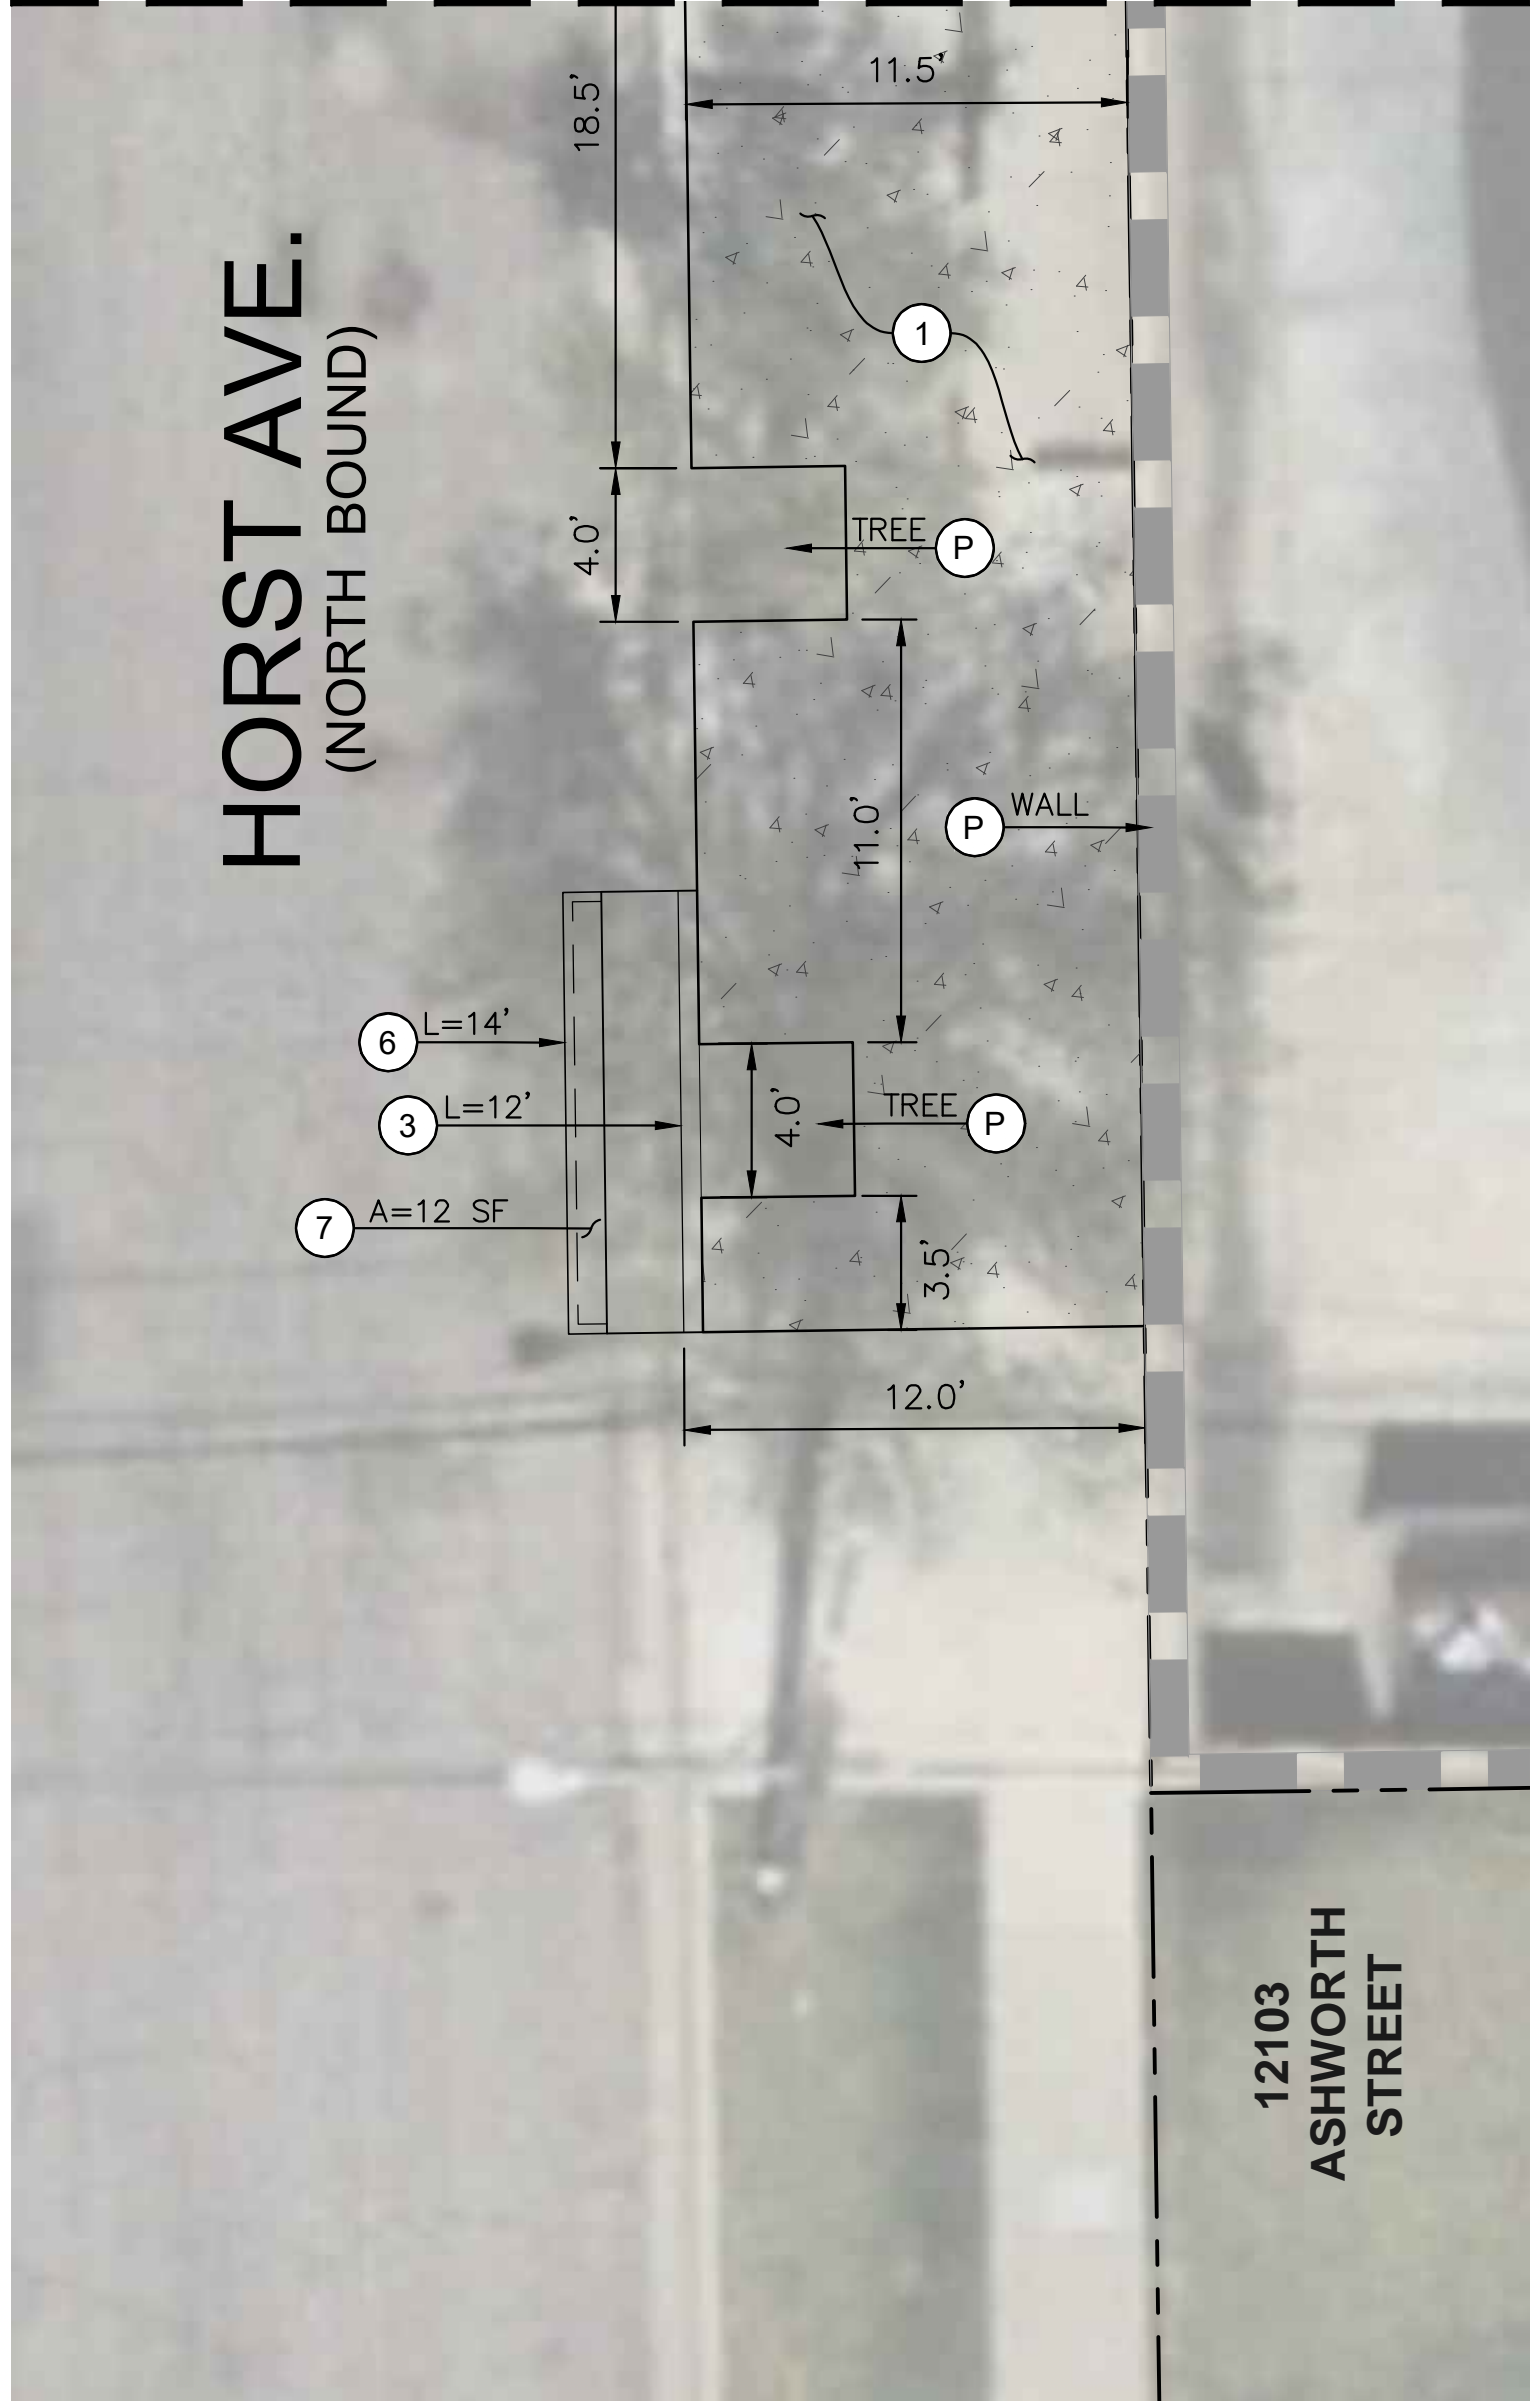 11.5'
18.5'
HORST AVE.
(NORTH BOUND)
1
4.0'
TREE
P
11.0'
P
WALL
6
L=14'
3
L=12'
4.0'
TREE
P
7
A=12 SF
3.5'
12.0'
12103
ASHWORTH
STREET